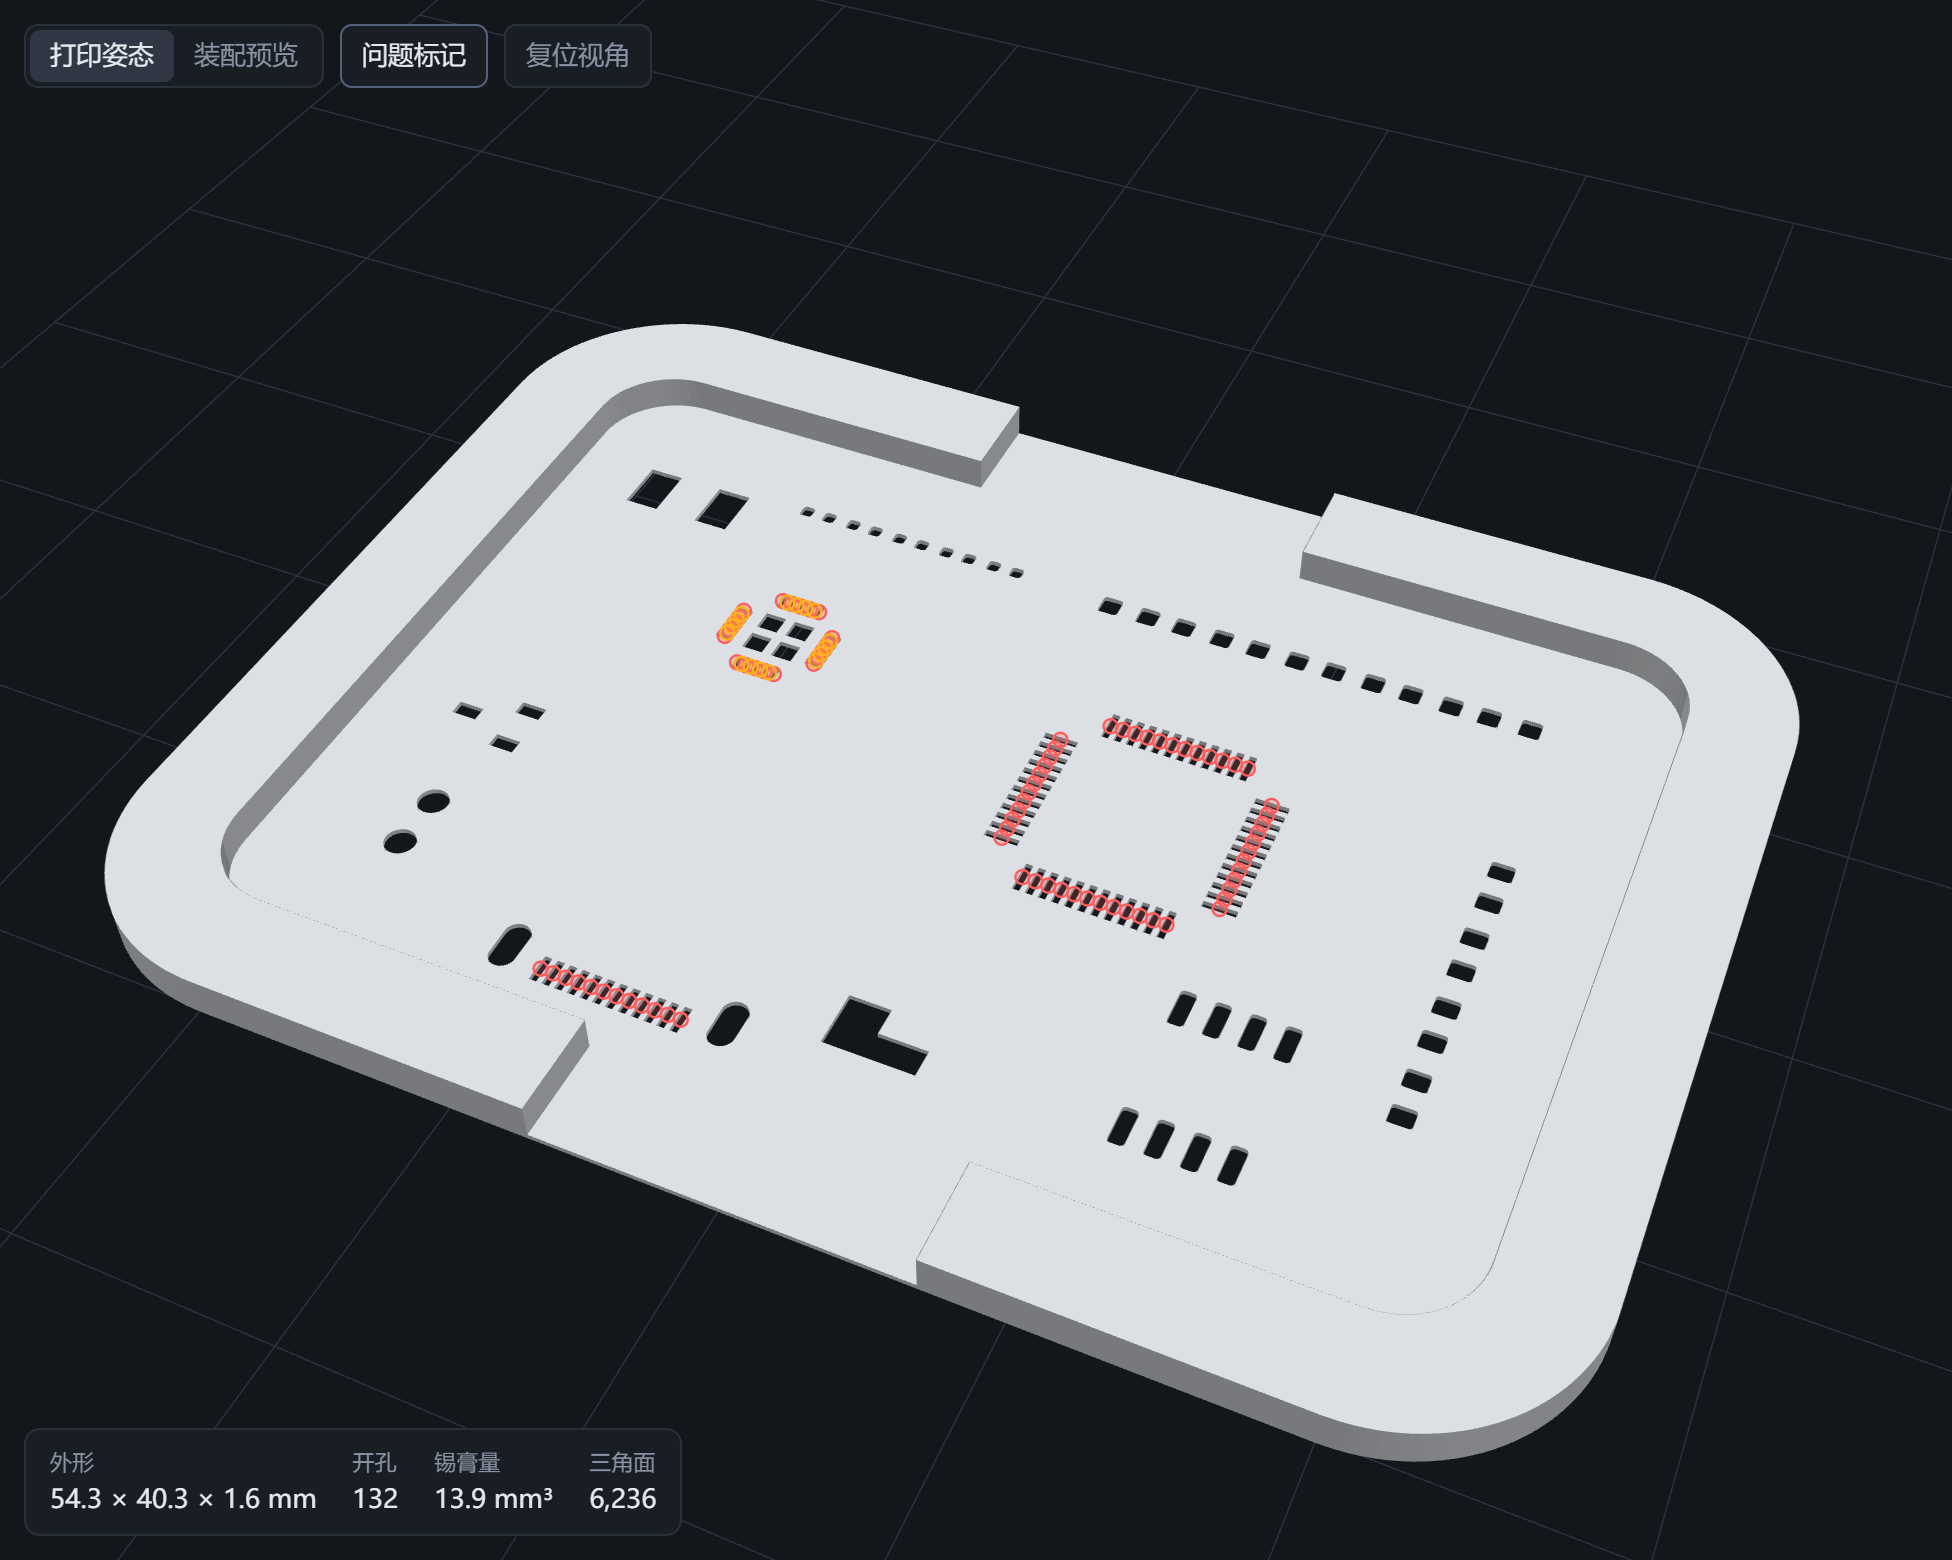 打印姿态 装配预览 问题标记 复位视角
外形 开孔 锡膏量 三角面
54.3 × 40.3 × 1.6 mm 132 13.9 mm³ 6,236